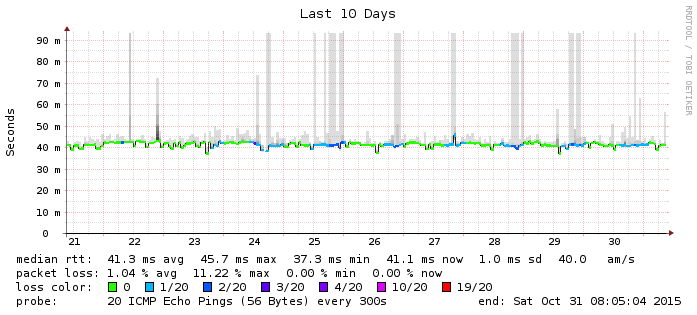 Last 10 Days
RRDTOOL / TOBI OETIKER
Seconds
90 m
80 m
70 m
60 m
50 m
40 m
30 m
20 m
10 m
0
21 22 23 24 25 26 27 28 29 30
median rtt: 41.3 ms avg 45.7 ms max 37.3 ms min 41.1 ms now 1.0 ms sd 40.0 am/s
packet loss: 1.04 % avg 11.22 % max 0.00 % min 0.00 % now
loss color: 0 1/20 2/20 3/20 4/20 10/20 19/20
probe: 20 ICMP Echo Pings (56 Bytes) every 300s end: Sat Oct 31 08:05:04 2015